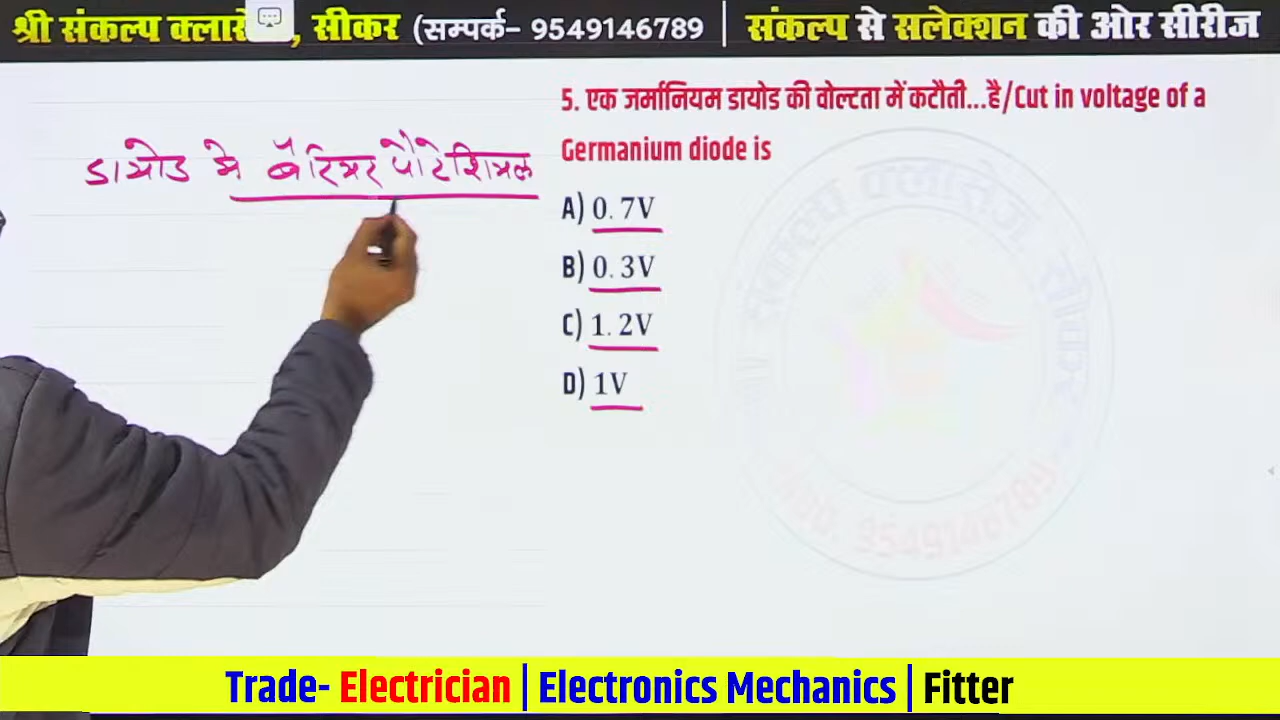 श्री संकल्प क्लासे, सीकर (सम्पर्क– 9549146789 | संकल्प से सलेक्शन की ओर सीरीज
डायोड मे बॅरियर पोटेशियल
5. एक जर्मानियम डायोड की वोल्टता में कटौती...है/Cut in voltage of a
Germanium diode is
A) 0.7V
B) 0.3V
C) 1.2V
D) 1V
Trade- Electrician | Electronics Mechanics | Fitter